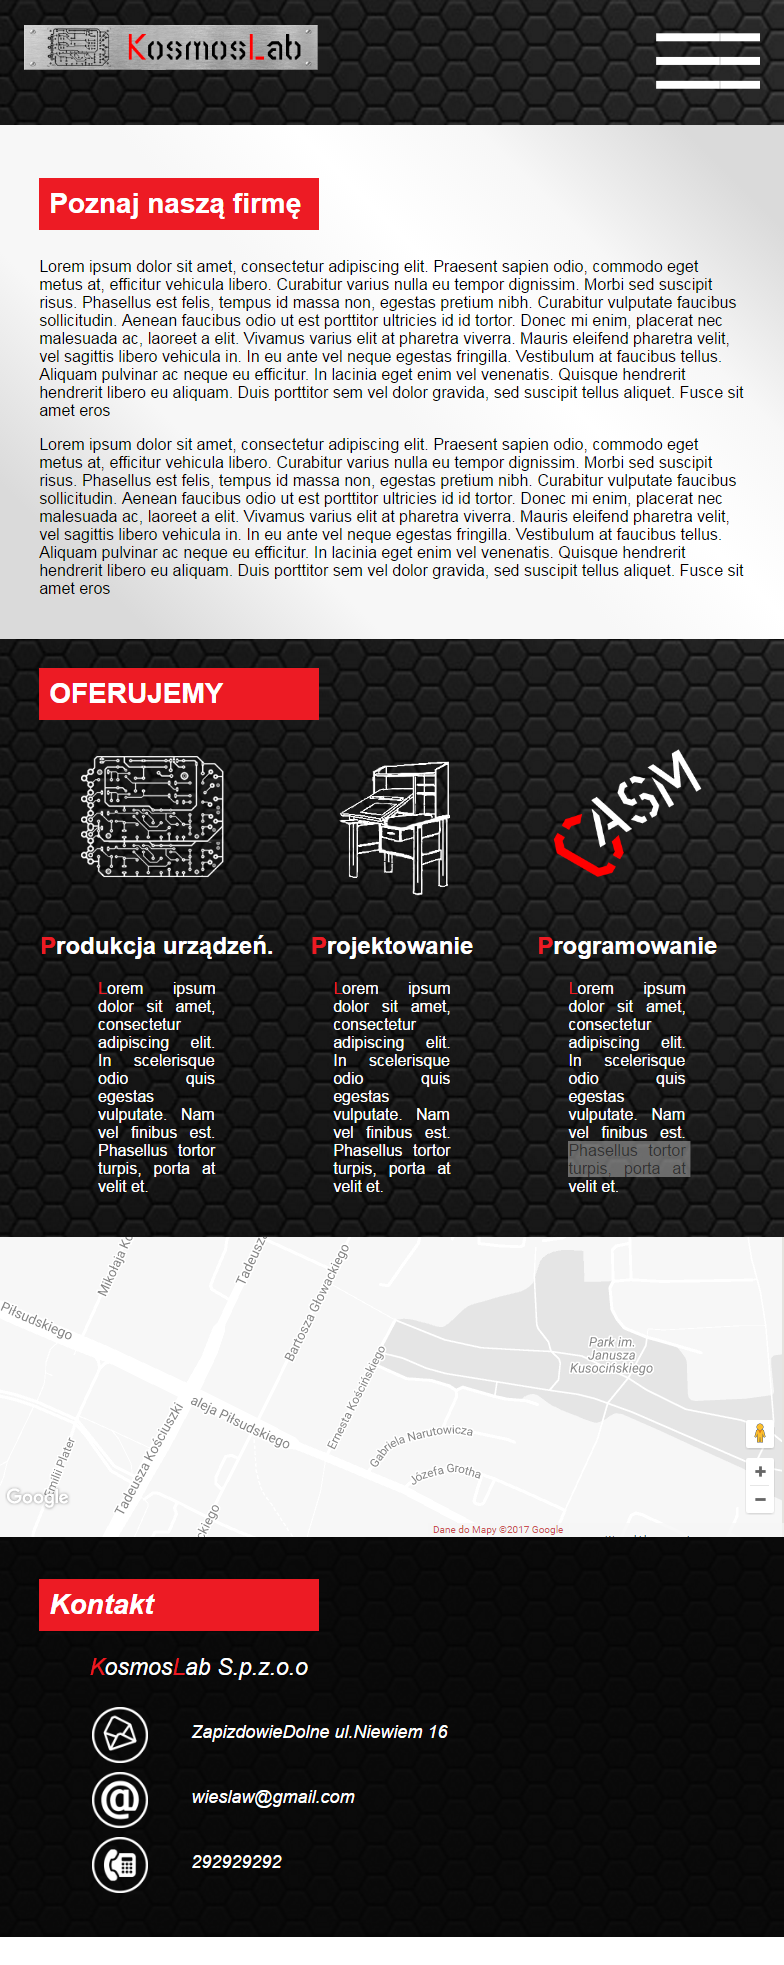 KosmosLab
Poznaj naszą firmę
Lorem ipsum dolor sit amet, consectetur adipiscing elit. Praesent sapien odio, commodo eget
metus at, efficitur vehicula libero. Curabitur varius nulla eu tempor dignissim. Morbi sed suscipit
risus. Phasellus est felis, tempus id massa non, egestas pretium nibh. Curabitur vulputate faucibus
sollicitudin. Aenean faucibus odio ut est porttitor ultricies id id tortor. Donec mi enim, placerat nec
malesuada ac, laoreet a elit. Vivamus varius elit at pharetra viverra. Mauris eleifend pharetra velit,
vel sagittis libero vehicula in. In eu ante vel neque egestas fringilla. Vestibulum at faucibus tellus.
Aliquam pulvinar ac neque eu efficitur. In lacinia eget enim vel venenatis. Quisque hendrerit
hendrerit libero eu aliquam. Duis porttitor sem vel dolor gravida, sed suscipit tellus aliquet. Fusce sit
amet eros
Lorem ipsum dolor sit amet, consectetur adipiscing elit. Praesent sapien odio, commodo eget
metus at, efficitur vehicula libero. Curabitur varius nulla eu tempor dignissim. Morbi sed suscipit
risus. Phasellus est felis, tempus id massa non, egestas pretium nibh. Curabitur vulputate faucibus
sollicitudin. Aenean faucibus odio ut est porttitor ultricies id id tortor. Donec mi enim, placerat nec
malesuada ac, laoreet a elit. Vivamus varius elit at pharetra viverra. Mauris eleifend pharetra velit,
vel sagittis libero vehicula in. In eu ante vel neque egestas fringilla. Vestibulum at faucibus tellus.
Aliquam pulvinar ac neque eu efficitur. In lacinia eget enim vel venenatis. Quisque hendrerit
hendrerit libero eu aliquam. Duis porttitor sem vel dolor gravida, sed suscipit tellus aliquet. Fusce sit
amet eros
OFERUJEMY
ASM
Produkcja urządzeń.
Lorem ipsum
dolor sit amet,
consectetur
adipiscing elit.
In scelerisque
odio quis
egestas
vulputate. Nam
vel finibus est.
Phasellus tortor
turpis, porta at
velit et.
Projektowanie
Lorem ipsum
dolor sit amet,
consectetur
adipiscing elit.
In scelerisque
odio quis
egestas
vulputate. Nam
vel finibus est.
Phasellus tortor
turpis, porta at
velit et.
Programowanie
Lorem ipsum
dolor sit amet,
consectetur
adipiscing elit.
In scelerisque
odio quis
egestas
vulputate. Nam
vel finibus est.
Phasellus tortor
turpis, porta at
velit et.
Mikołaja Ko
Tadeusza
Bartosza Głowackiego
Piłsudskiego
Park im.
Janusza
Kusocińskiego
Ernesta Kościńskiego
aleja Piłsudskiego
Tadeusza Kościuszki
Gabriela Narutowicza
Józefa Grotha
Emilii Plater
ckiego
Google
+
−
Dane do Mapy ©2017 Google
Kontakt
KosmosLab S.p.z.o.o
ZapizdowieDolne ul.Niewiem 16
@
wieslaw@gmail.com
292929292